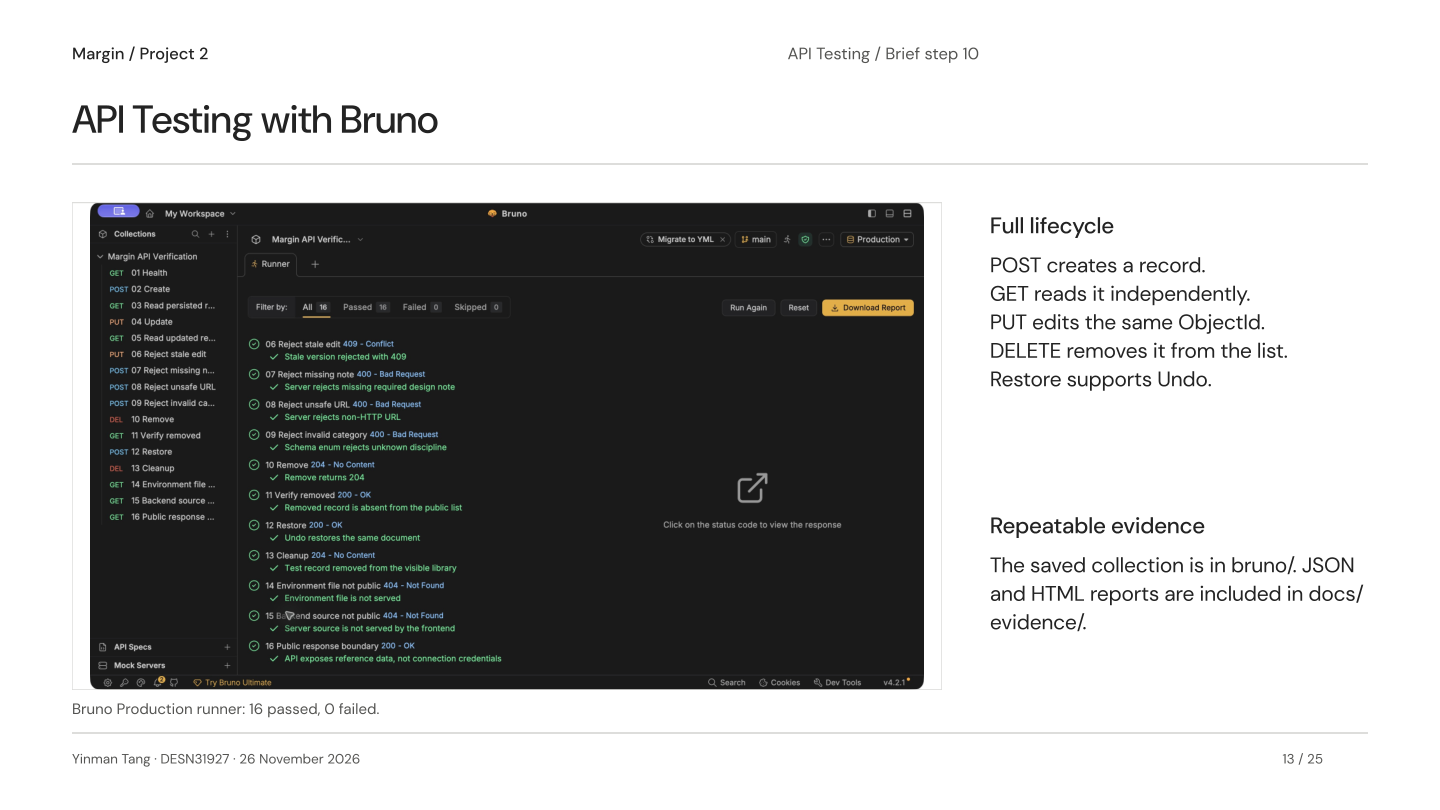 Margin / Project 2
API Testing / Brief step 10
API Testing with Bruno
My Workspace
Bruno
Collections
Margin API Verific...
Migrate to YML
main
Production
Margin API Verification
Runner
GET 01 Health
POST 02 Create
GET 03 Read persisted r...
PUT 04 Update
GET 05 Read updated re...
PUT 06 Reject stale edit
POST 07 Reject missing n...
POST 08 Reject unsafe URL
POST 09 Reject invalid ca...
DEL 10 Remove
GET 11 Verify removed
POST 12 Restore
DEL 13 Cleanup
GET 14 Environment file ...
GET 15 Backend source ...
GET 16 Public response ...
API Specs
Mock Servers
Filter by: All 16 Passed 16 Failed 0 Skipped 0
Run Again Reset Download Report
06 Reject stale edit 409 - Conflict
Stale version rejected with 409
07 Reject missing note 400 - Bad Request
Server rejects missing required design note
08 Reject unsafe URL 400 - Bad Request
Server rejects non-HTTP URL
09 Reject invalid category 400 - Bad Request
Schema enum rejects unknown discipline
10 Remove 204 - No Content
Remove returns 204
11 Verify removed 200 - OK
Removed record is absent from the public list
12 Restore 200 - OK
Undo restores the same document
13 Cleanup 204 - No Content
Test record removed from the visible library
14 Environment file not public 404 - Not Found
Environment file is not served
15 Backend source not public 404 - Not Found
Server source is not served by the frontend
16 Public response boundary 200 - OK
API exposes reference data, not connection credentials
Click on the status code to view the response
2
Try Bruno Ultimate
Search Cookies Dev Tools v4.2.1
Bruno Production runner: 16 passed, 0 failed.
Full lifecycle
POST creates a record.
GET reads it independently.
PUT edits the same ObjectId.
DELETE removes it from the list.
Restore supports Undo.
Repeatable evidence
The saved collection is in bruno/. JSON
and HTML reports are included in docs/
evidence/.
Yinman Tang · DESN31927 · 26 November 2026
13 / 25